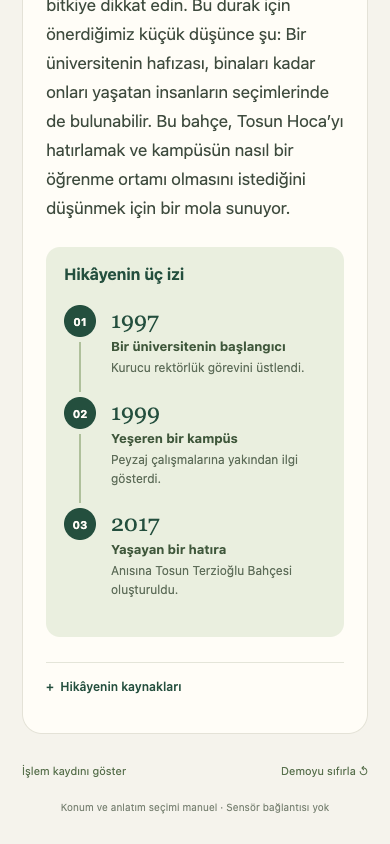 bitkiye dikkat edin. Bu durak için
önerdiğimiz küçük düşünce şu: Bir
üniversitenin hafızası, binaları kadar
onları yaşatan insanların seçimlerinde
de bulunabilir. Bu bahçe, Tosun Hoca’yı
hatırlamak ve kampüsün nasıl bir
öğrenme ortamı olmasını istediğini
düşünmek için bir mola sunuyor.
Hikâyenin üç izi
01
1997
Bir üniversitenin başlangıcı
Kurucu rektörlük görevini üstlendi.
02
1999
Yeşeren bir kampüs
Peyzaj çalışmalarına yakından ilgi
gösterdi.
03
2017
Yaşayan bir hatıra
Anısına Tosun Terzioğlu Bahçesi
oluşturuldu.
+ Hikâyenin kaynakları
İşlem kaydını göster
Demoyu sıfırla ↺
Konum ve anlatım seçimi manuel · Sensör bağlantısı yok